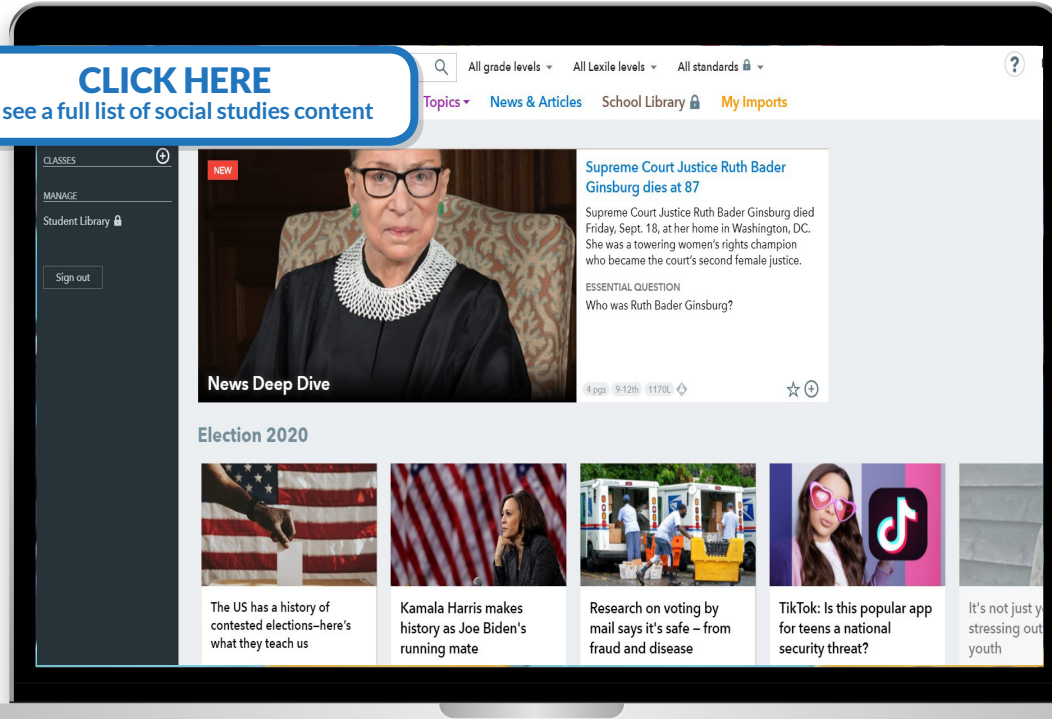 CLICK HERE
see a full list of social studies content
All grade levels
All Lexile levels
All standards
?
Topics
News & Articles
School Library
My Imports
CLASSES
MANAGE
Student Library
Sign out
NEW
News Deep Dive
Supreme Court Justice Ruth Bader
Ginsburg dies at 87
Supreme Court Justice Ruth Bader Ginsburg died
Friday, Sept. 18, at her home in Washington, DC.
She was a towering women's rights champion
who became the court's second female justice.
ESSENTIAL QUESTION
Who was Ruth Bader Ginsburg?
4 pgs 9-12th 1170L
Election 2020
The US has a history of
contested elections–here's
what they teach us
Kamala Harris makes
history as Joe Biden's
running mate
Research on voting by
mail says it's safe – from
fraud and disease
TikTok: Is this popular app
for teens a national
security threat?
It's not just
stressing out
youth